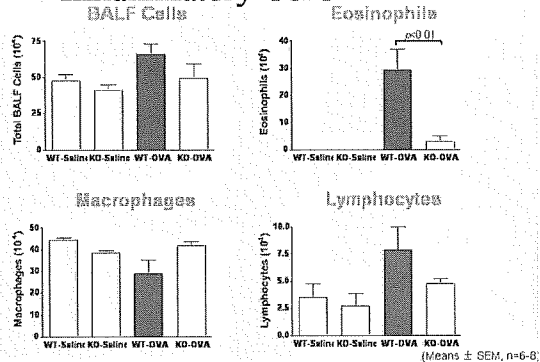 BALF Cells
Total BALF Cells (10⁴)
75
50
25
0
WT-Saline KO-Saline WT-OVA KO-OVA
Eosinophils
p<0.01
Eosinophils (10⁴)
40
30
20
10
0
WT-Saline KO-Saline WT-OVA KO-OVA
Macrophages
Macrophages (10⁴)
50
40
30
20
10
0
WT-Saline KO-Saline WT-OVA KO-OVA
Lymphocytes
Lymphocytes (10⁴)
10.0
7.5
5.0
2.5
0.0
WT-Saline KO-Saline WT-OVA KO-OVA
(Means ± SEM, n=6-8)